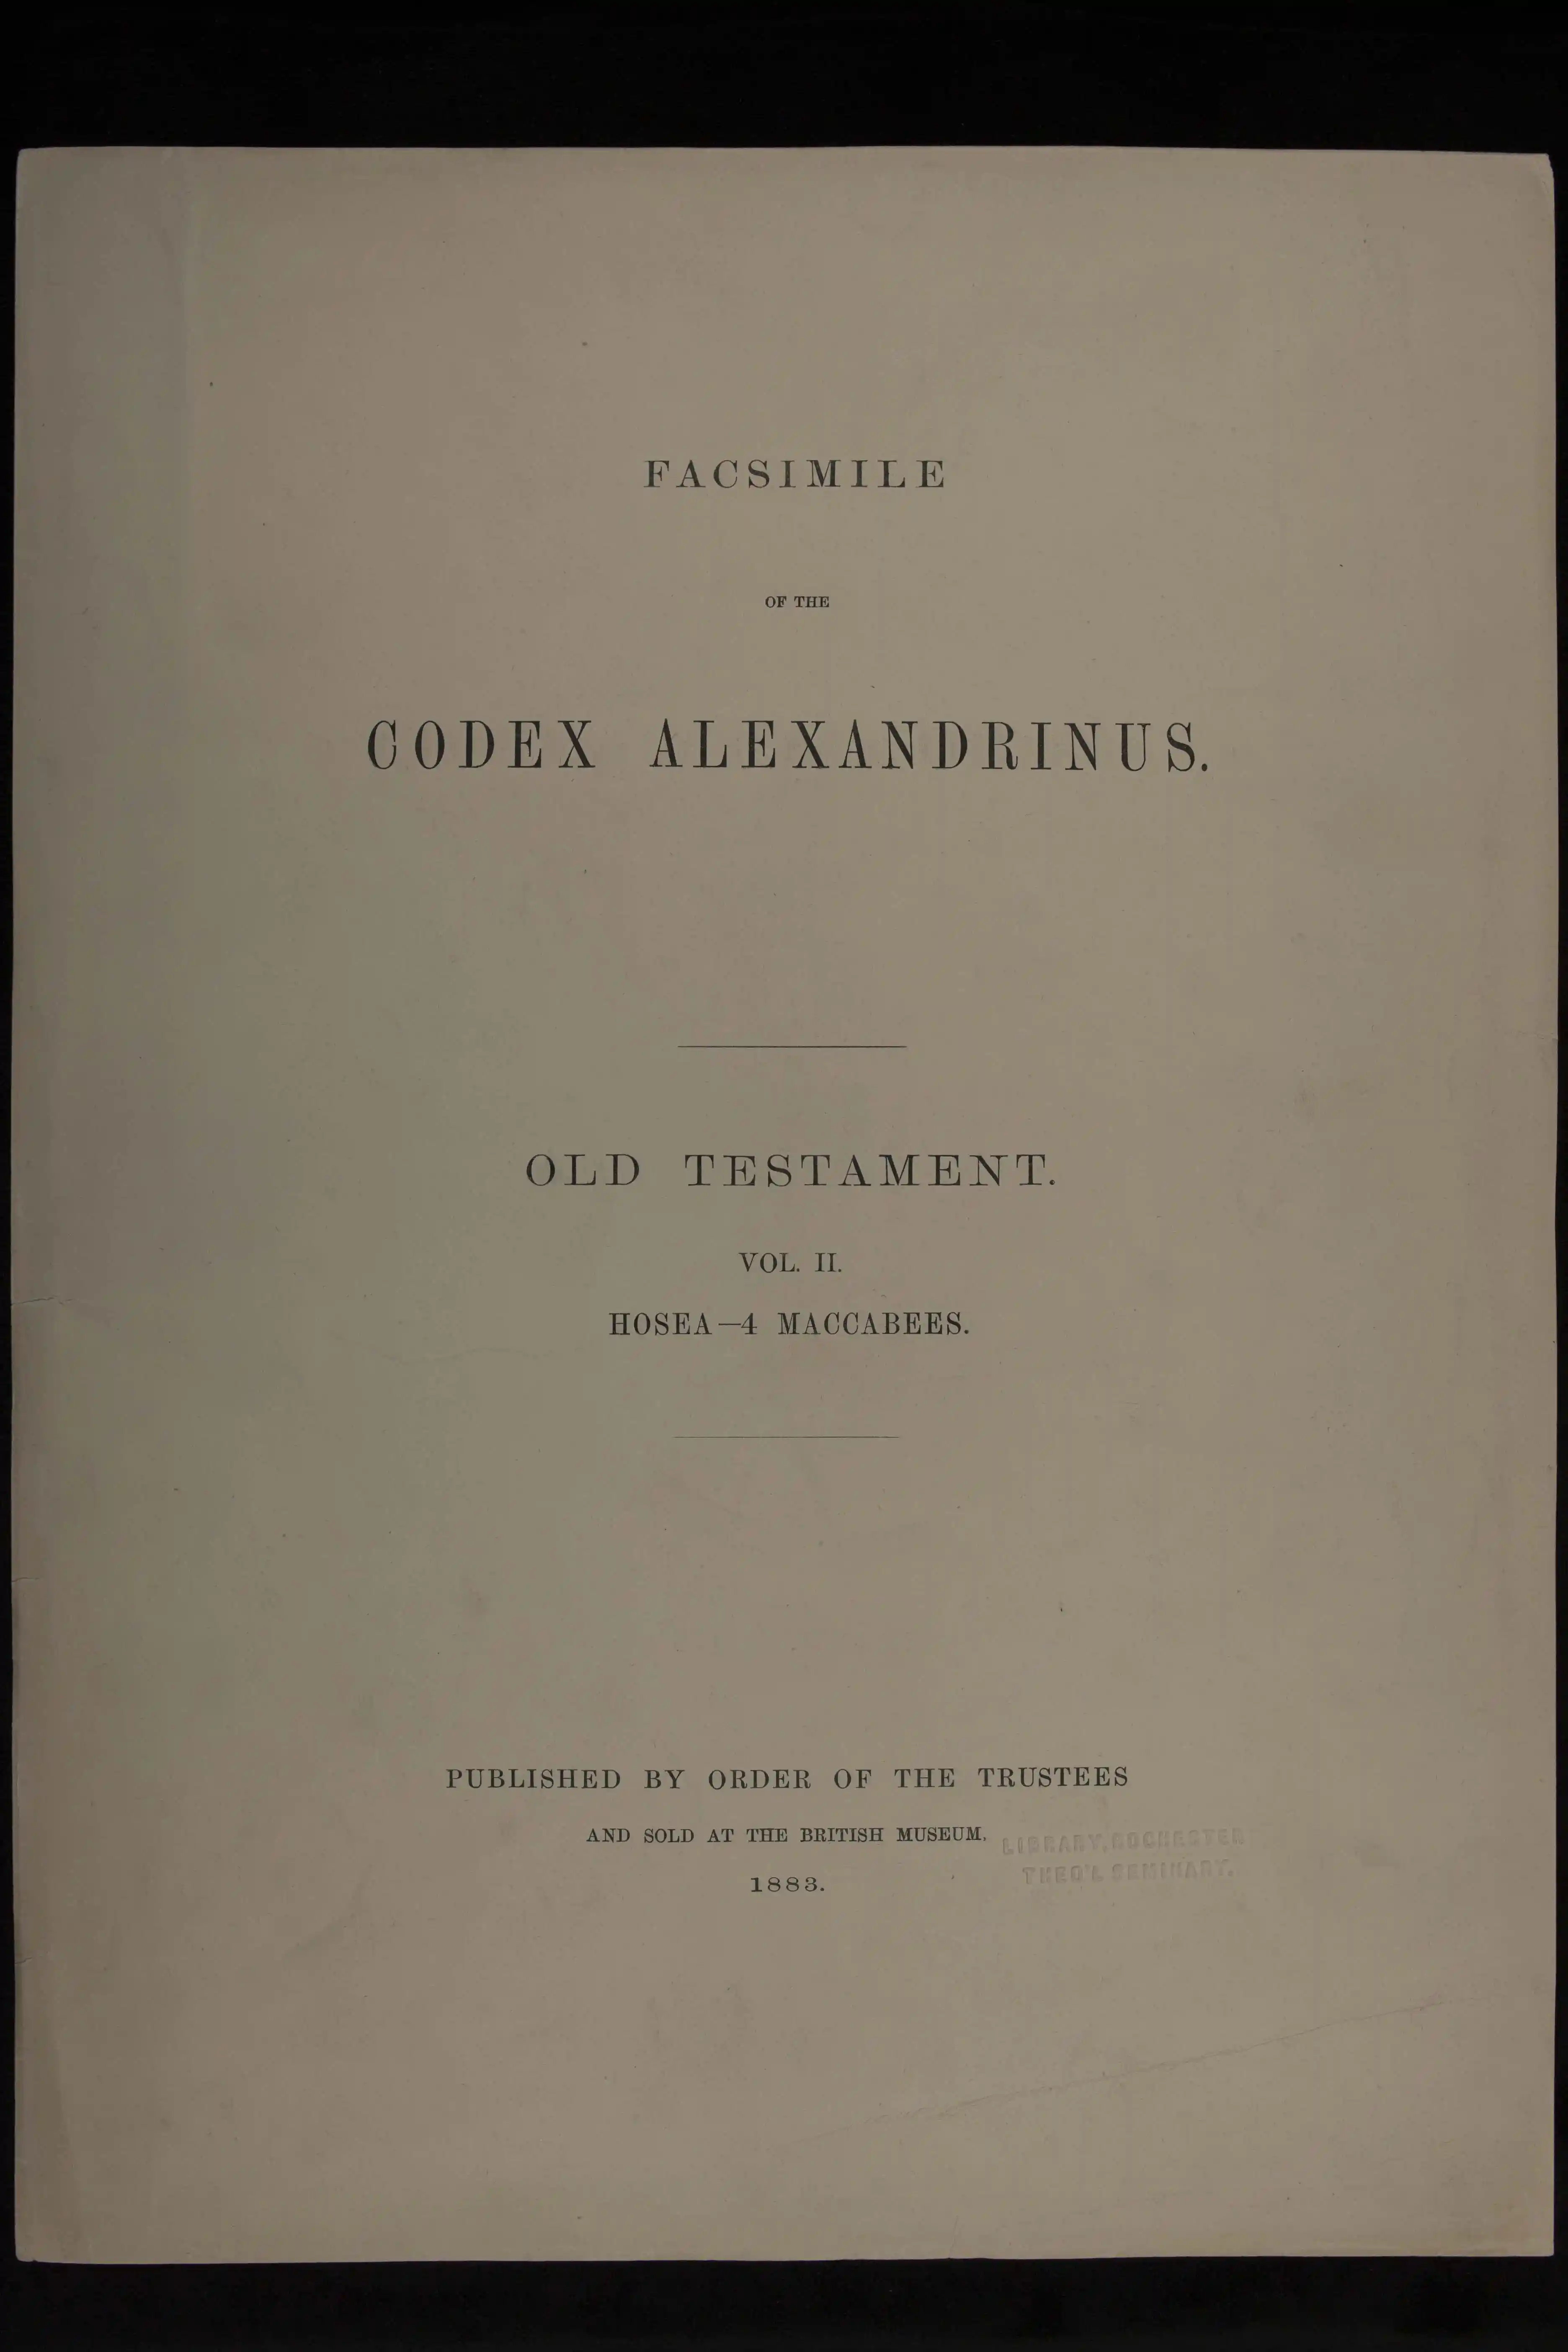 FACSIMILE
OF THE
CODEX ALEXANDRINUS.
OLD TESTAMENT.
VOL. II.
HOSEA—4 MACCABEES.
PUBLISHED BY ORDER OF THE TRUSTEES
AND SOLD AT THE BRITISH MUSEUM.
1883.
LIBRARY, ROCHESTER
THEO'L SEMINARY.